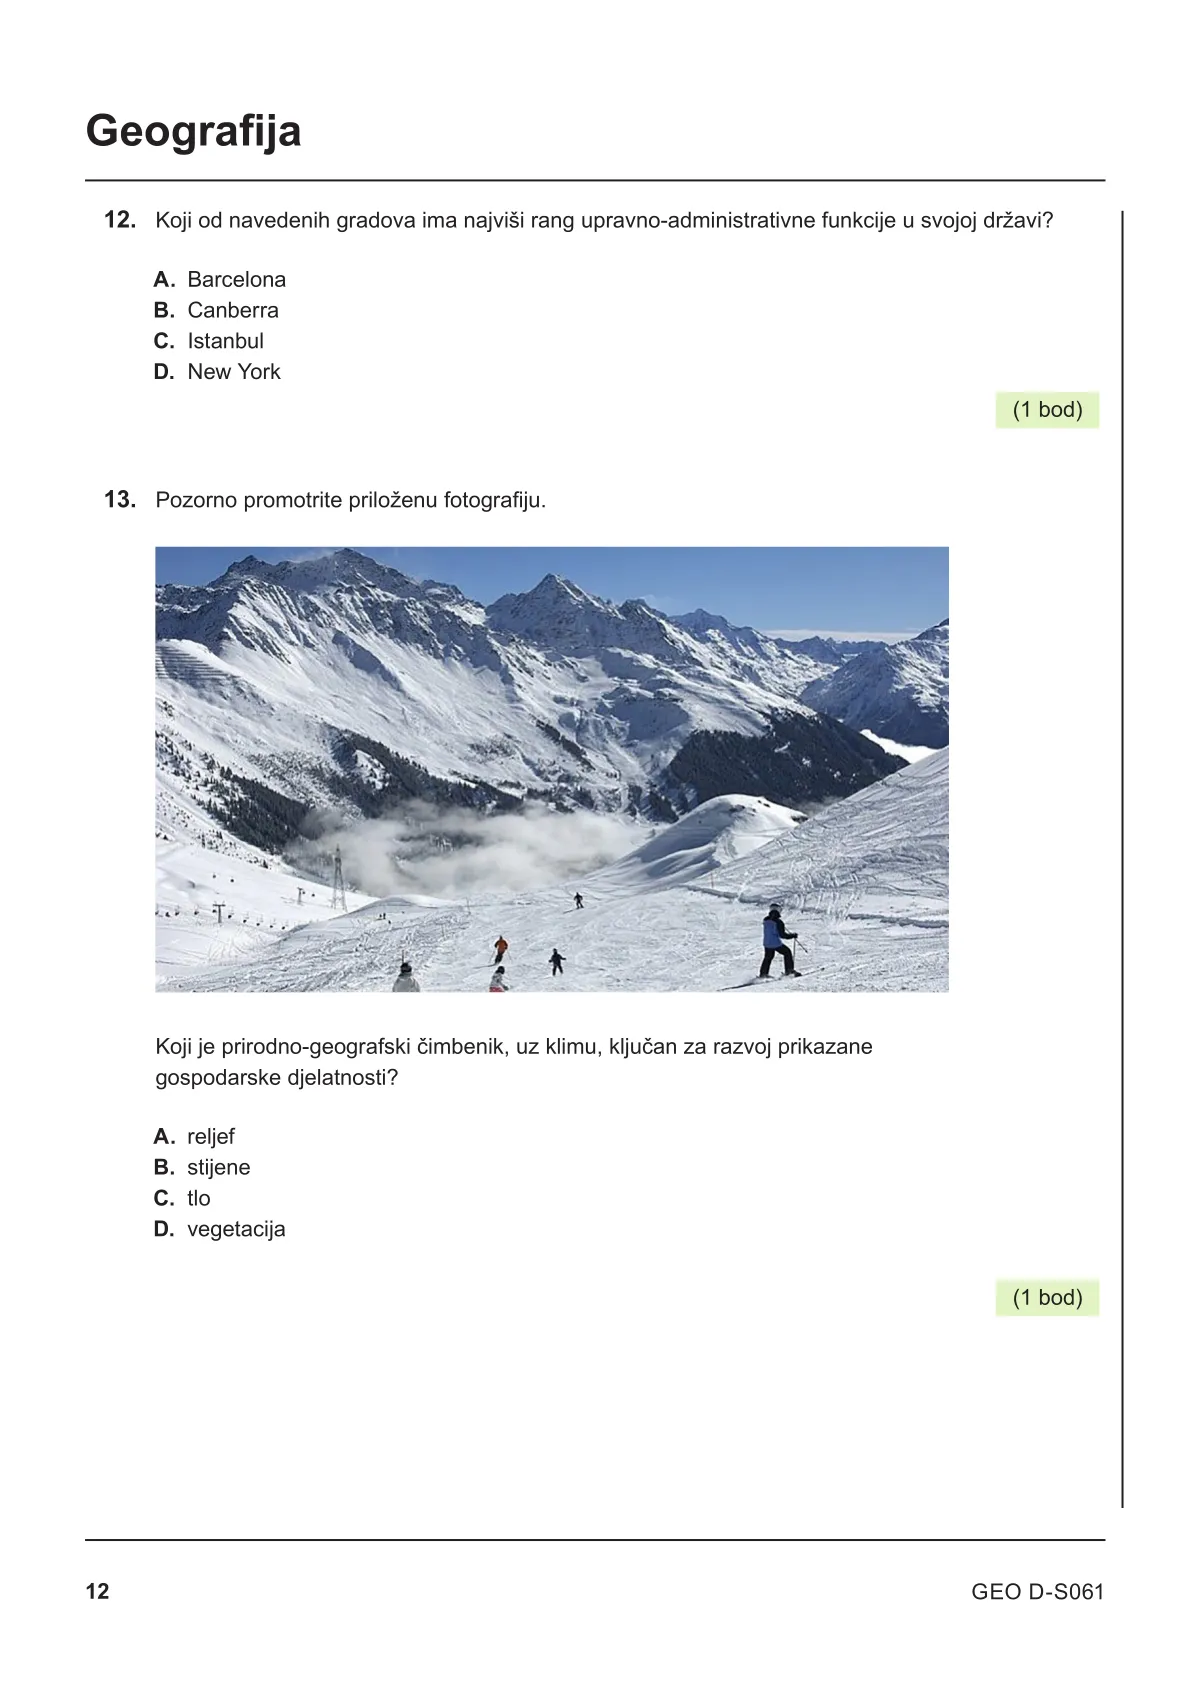 Geografija
12. Koji od navedenih gradova ima najviši rang upravno-administrativne funkcije u svojoj državi?
A. Barcelona
B. Canberra
C. Istanbul
D. New York
(1 bod)
13. Pozorno promotrite priloženu fotografiju.
Koji je prirodno-geografski čimbenik, uz klimu, ključan za razvoj prikazane
gospodarske djelatnosti?
A. reljef
B. stijene
C. tlo
D. vegetacija
(1 bod)
12
GEO D-S061